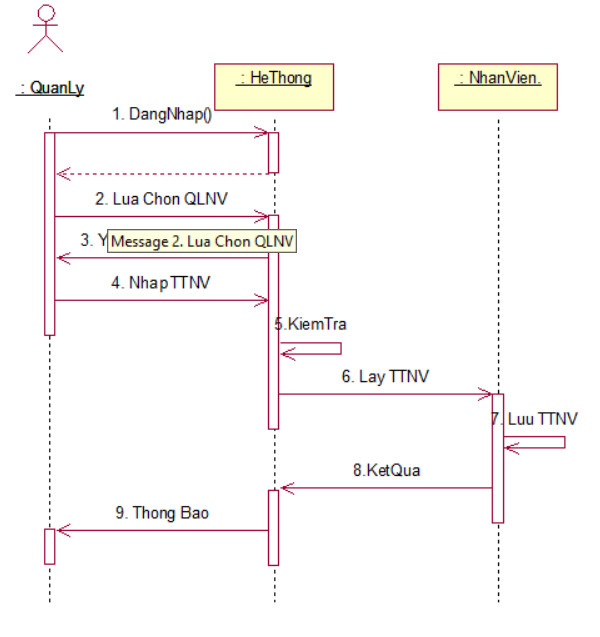 : QuanLy
: HeThong
: NhanVien.
1. DangNhap()
2. Lua Chon QLNV
3. Y
Message 2. Lua Chon QLNV
4. Nhap TTNV
5.KiemTra
6. Lay TTNV
7. Luu TTNV
8.KetQua
9. Thong Bao